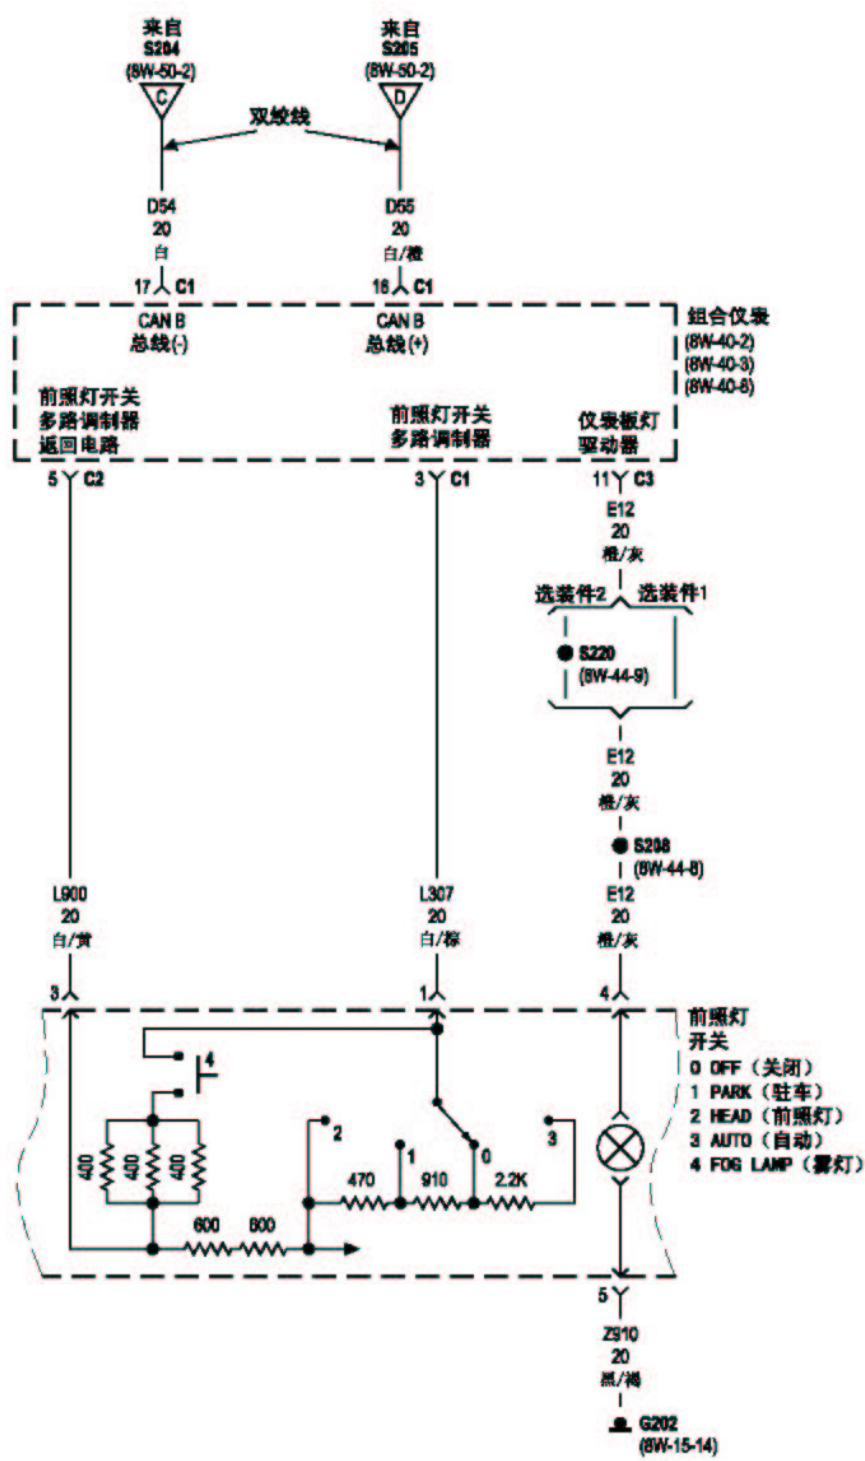 来自
S204
(8W-50-2)
C
来自
S205
(8W-50-2)
D
双绞线
D54
20
白
17 C1
D55
20
白/橙
16 C1
CAN B
总线(-)
CAN B
总线(+)
组合仪表
(8W-40-2)
(8W-40-3)
(8W-40-8)
前照灯开关
多路调制器
返回电路
前照灯开关
多路调制器
仪表板灯
驱动器
5 C2
3 C1
11 C3
E12
20
橙/灰
选装件2
选装件1
S220
(8W-44-9)
E12
20
橙/灰
S208
(8W-44-8)
L900
20
白/黄
L307
20
白/棕
E12
20
橙/灰
3
1
4
前照灯
开关
0 OFF（关闭）
1 PARK（驻车）
2 HEAD（前照灯）
3 AUTO（自动）
4 FOG LAMP（雾灯）
4
2
1
0
3
400
400
400
470
910
2.2K
600
600
5
Z910
20
黑/褐
G202
(8W-15-14)